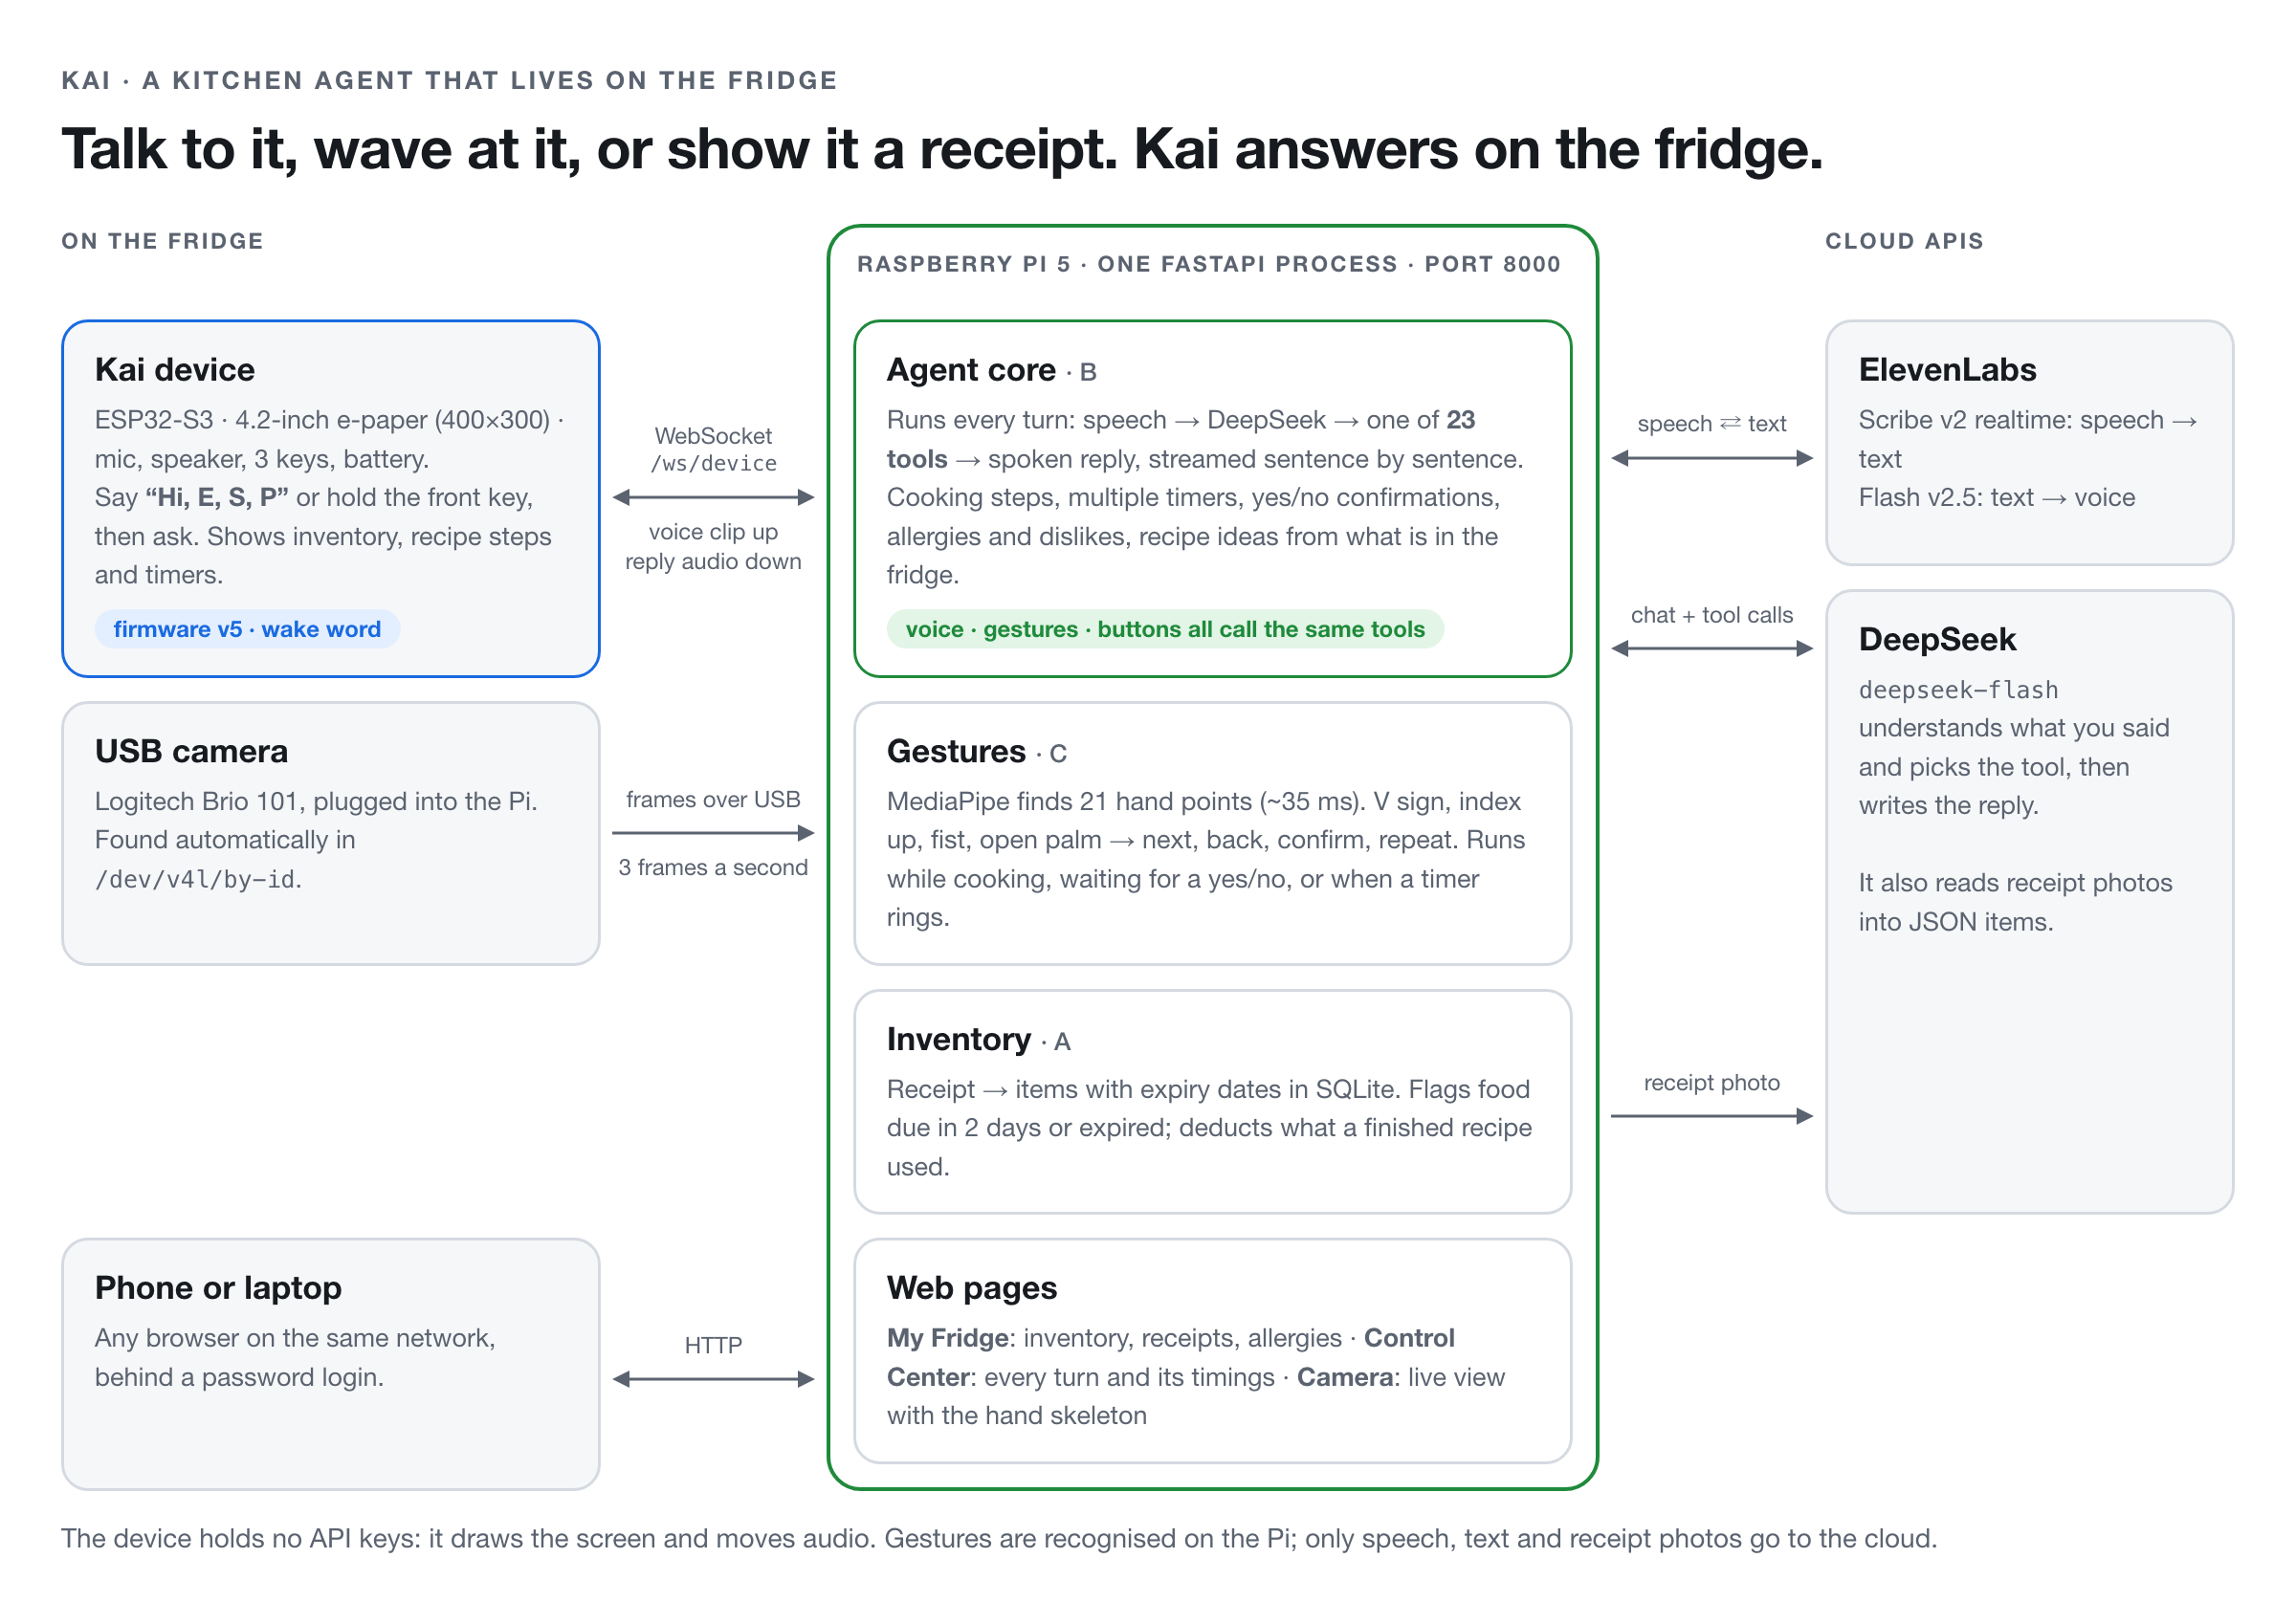 KAI · A KITCHEN AGENT THAT LIVES ON THE FRIDGE
Talk to it, wave at it, or show it a receipt. Kai answers on the fridge.
ON THE FRIDGE
Kai device
ESP32-S3 · 4.2-inch e-paper (400×300) ·
mic, speaker, 3 keys, battery.
Say “Hi, E, S, P” or hold the front key,
then ask. Shows inventory, recipe steps
and timers.
firmware v5 · wake word
WebSocket
/ws/device
voice clip up
reply audio down
USB camera
Logitech Brio 101, plugged into the Pi.
Found automatically in
/dev/v4l/by-id.
frames over USB
3 frames a second
Phone or laptop
Any browser on the same network,
behind a password login.
HTTP
RASPBERRY PI 5 · ONE FASTAPI PROCESS · PORT 8000
Agent core · B
Runs every turn: speech → DeepSeek → one of 23
tools → spoken reply, streamed sentence by sentence.
Cooking steps, multiple timers, yes/no confirmations,
allergies and dislikes, recipe ideas from what is in the
fridge.
voice · gestures · buttons all call the same tools
Gestures · C
MediaPipe finds 21 hand points (~35 ms). V sign, index
up, fist, open palm → next, back, confirm, repeat. Runs
while cooking, waiting for a yes/no, or when a timer
rings.
Inventory · A
Receipt → items with expiry dates in SQLite. Flags food
due in 2 days or expired; deducts what a finished recipe
used.
Web pages
My Fridge: inventory, receipts, allergies · Control
Center: every turn and its timings · Camera: live view
with the hand skeleton
speech ⇄ text
chat + tool calls
receipt photo
CLOUD APIS
ElevenLabs
Scribe v2 realtime: speech →
text
Flash v2.5: text → voice
DeepSeek
deepseek-flash
understands what you said
and picks the tool, then
writes the reply.
It also reads receipt photos
into JSON items.
The device holds no API keys: it draws the screen and moves audio. Gestures are recognised on the Pi; only speech, text and receipt photos go to the cloud.